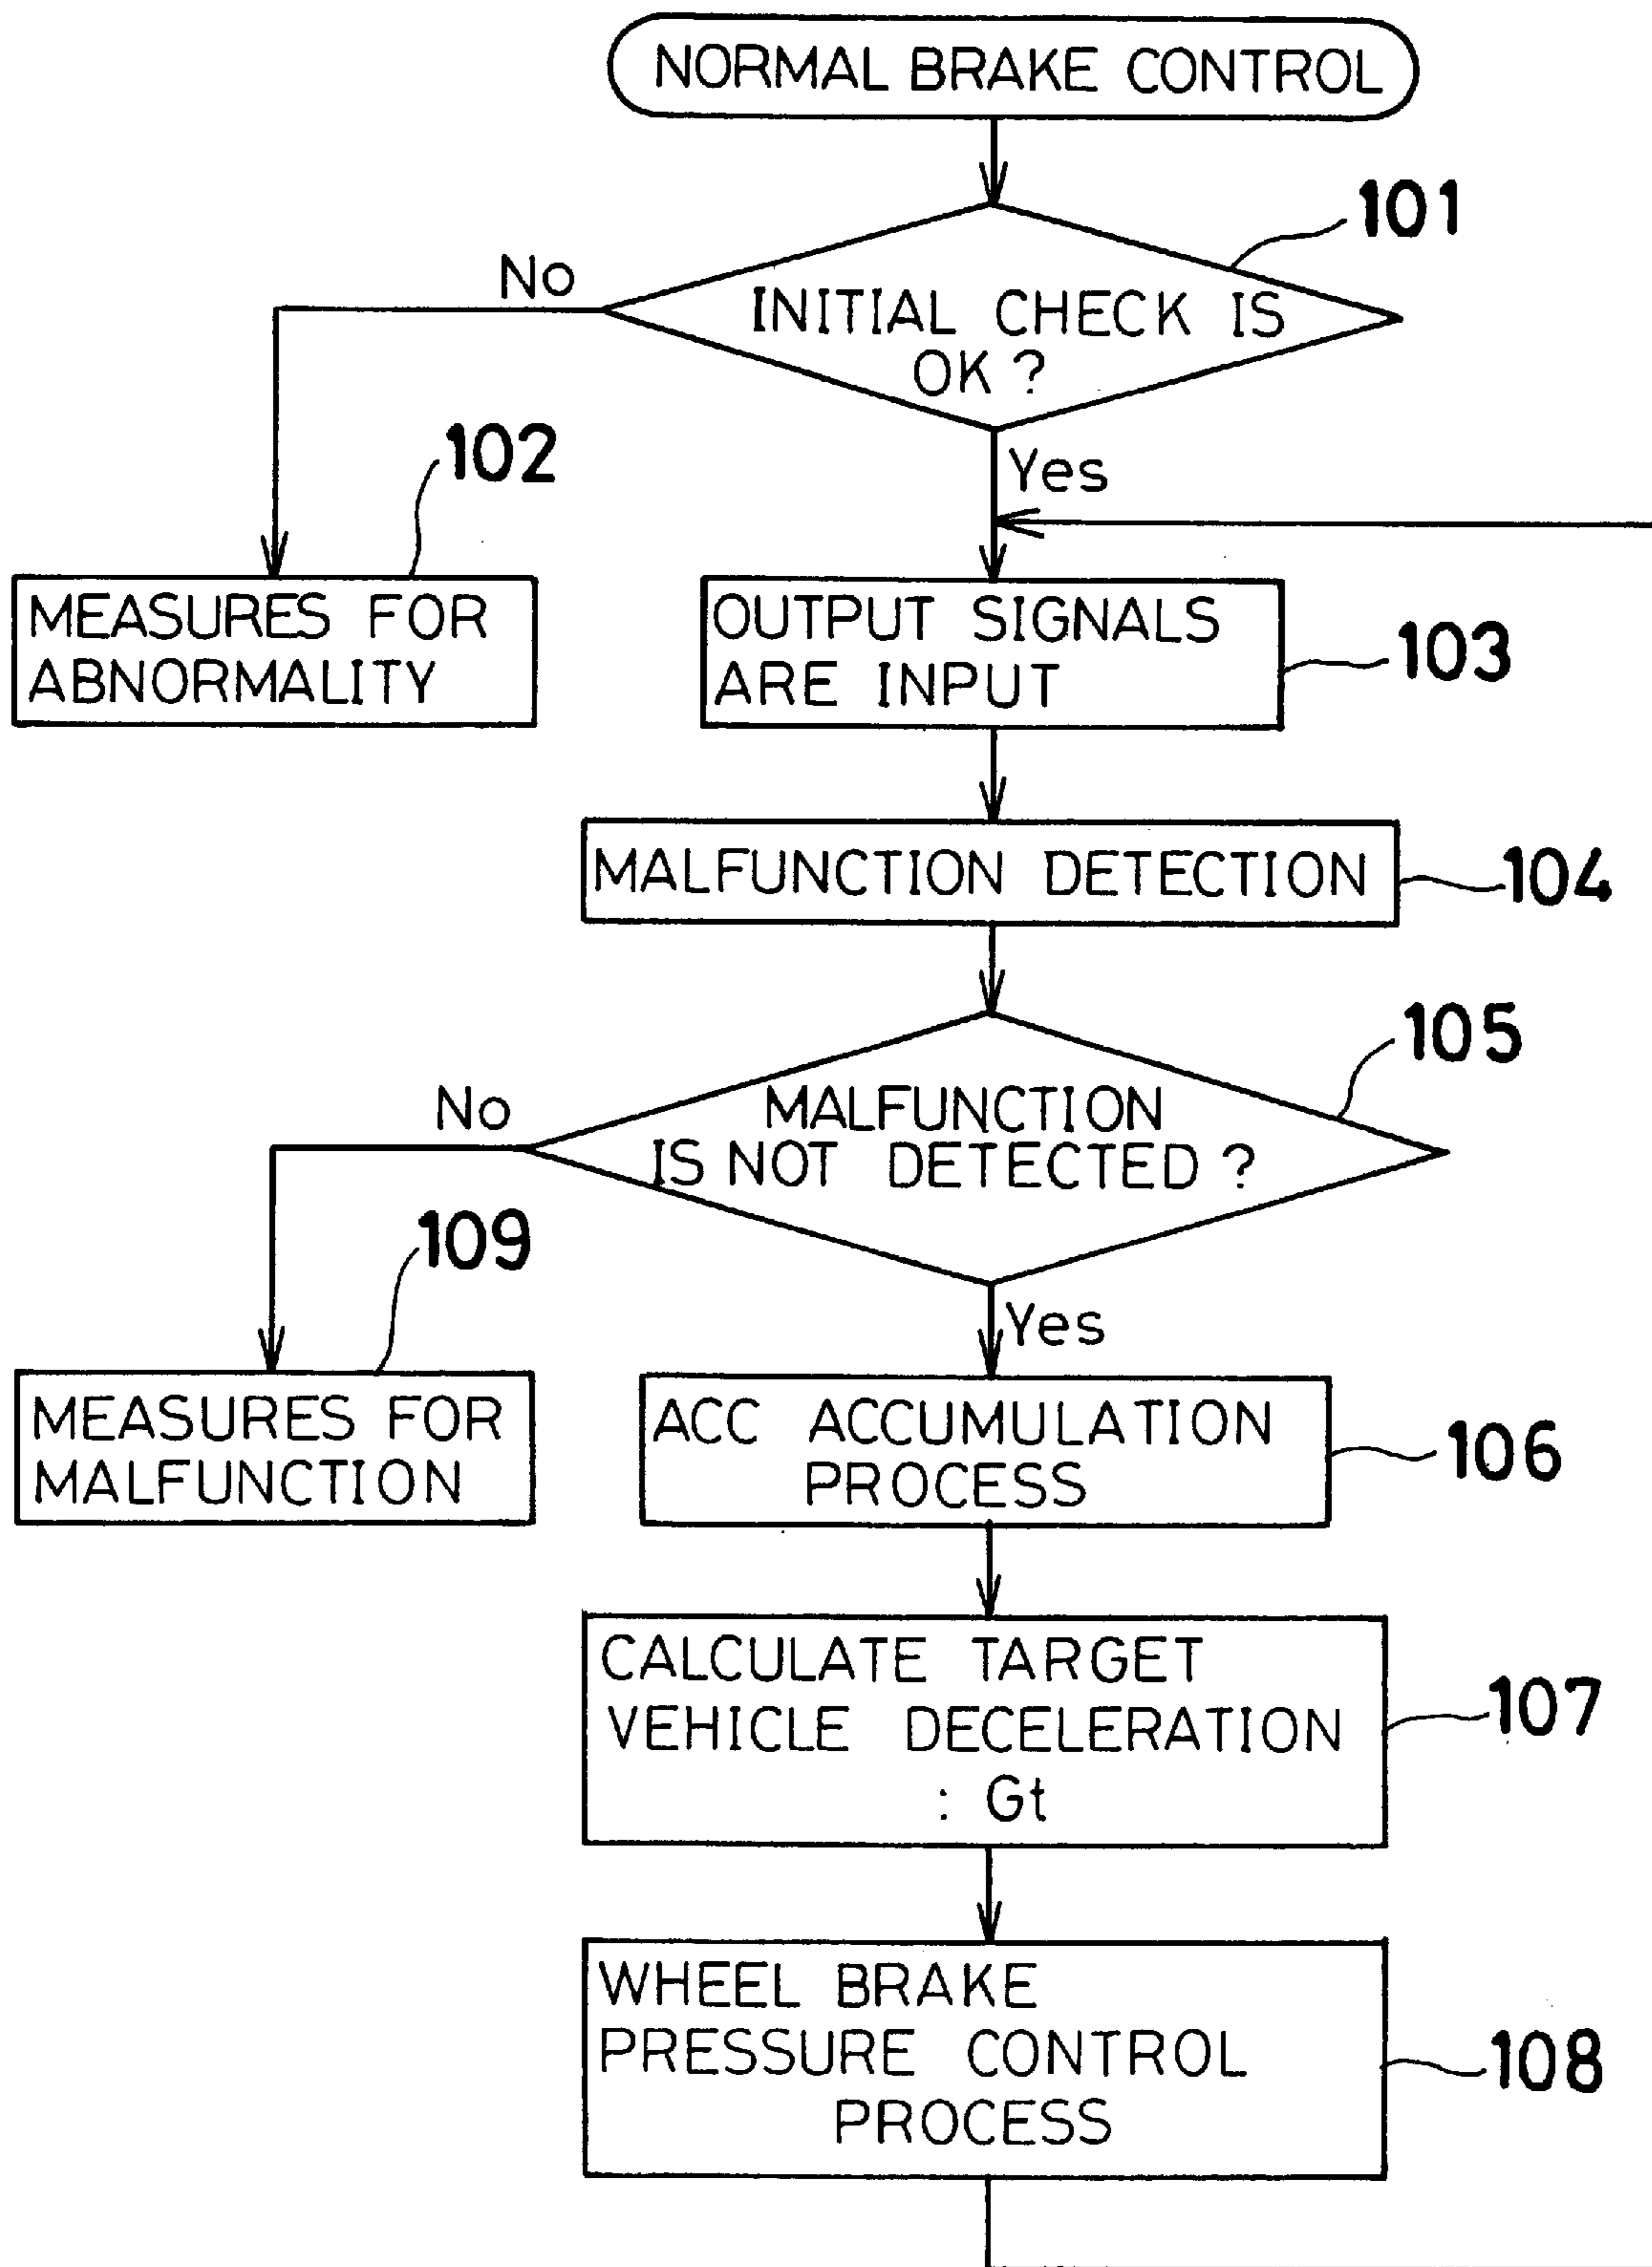 NORMAL BRAKE CONTROL
101
No
INITIAL CHECK IS
OK ?
102
Yes
MEASURES FOR
ABNORMALITY
OUTPUT SIGNALS
ARE INPUT
103
MALFUNCTION DETECTION
104
105
No
MALFUNCTION
IS NOT DETECTED ?
109
Yes
MEASURES FOR
MALFUNCTION
ACC ACCUMULATION
PROCESS
106
CALCULATE TARGET
VEHICLE DECELERATION
: Gt
107
WHEEL BRAKE
PRESSURE CONTROL
PROCESS
108